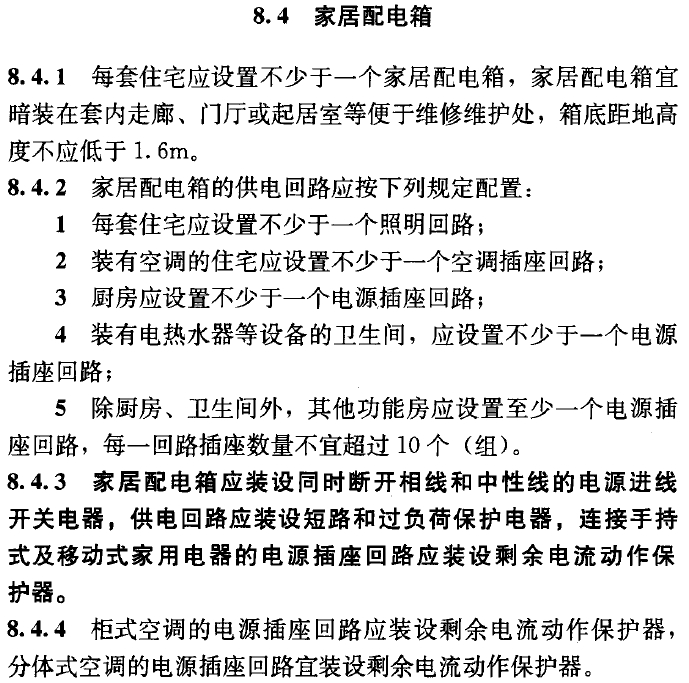 8.4 家居配电箱
8.4.1 每套住宅应设置不少于一个家居配电箱，家居配电箱宜
暗装在套内走廊、门厅或起居室等便于维修维护处，箱底距地高
度不应低于1.6m。
8.4.2 家居配电箱的供电回路应按下列规定配置：
1 每套住宅应设置不少于一个照明回路；
2 装有空调的住宅应设置不少于一个空调插座回路；
3 厨房应设置不少于一个电源插座回路；
4 装有电热水器等设备的卫生间，应设置不少于一个电源
插座回路；
5 除厨房、卫生间外，其他功能房应设置至少一个电源插
座回路，每一回路插座数量不宜超过10个（组）。
8.4.3 家居配电箱应装设同时断开相线和中性线的电源进线
开关电器，供电回路应装设短路和过负荷保护电器，连接手持
式及移动式家用电器的电源插座回路应装设剩余电流动作保
护器。
8.4.4 柜式空调的电源插座回路应装设剩余电流动作保护器，
分体式空调的电源插座回路宜装设剩余电流动作保护器。